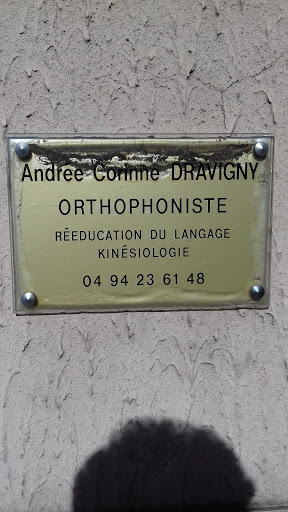 Andrée Corinne DRAVIGNY
ORTHOPHONISTE
RÉEDUCATION DU LANGAGE
KINÉSIOLOGIE
04 94 23 61 48